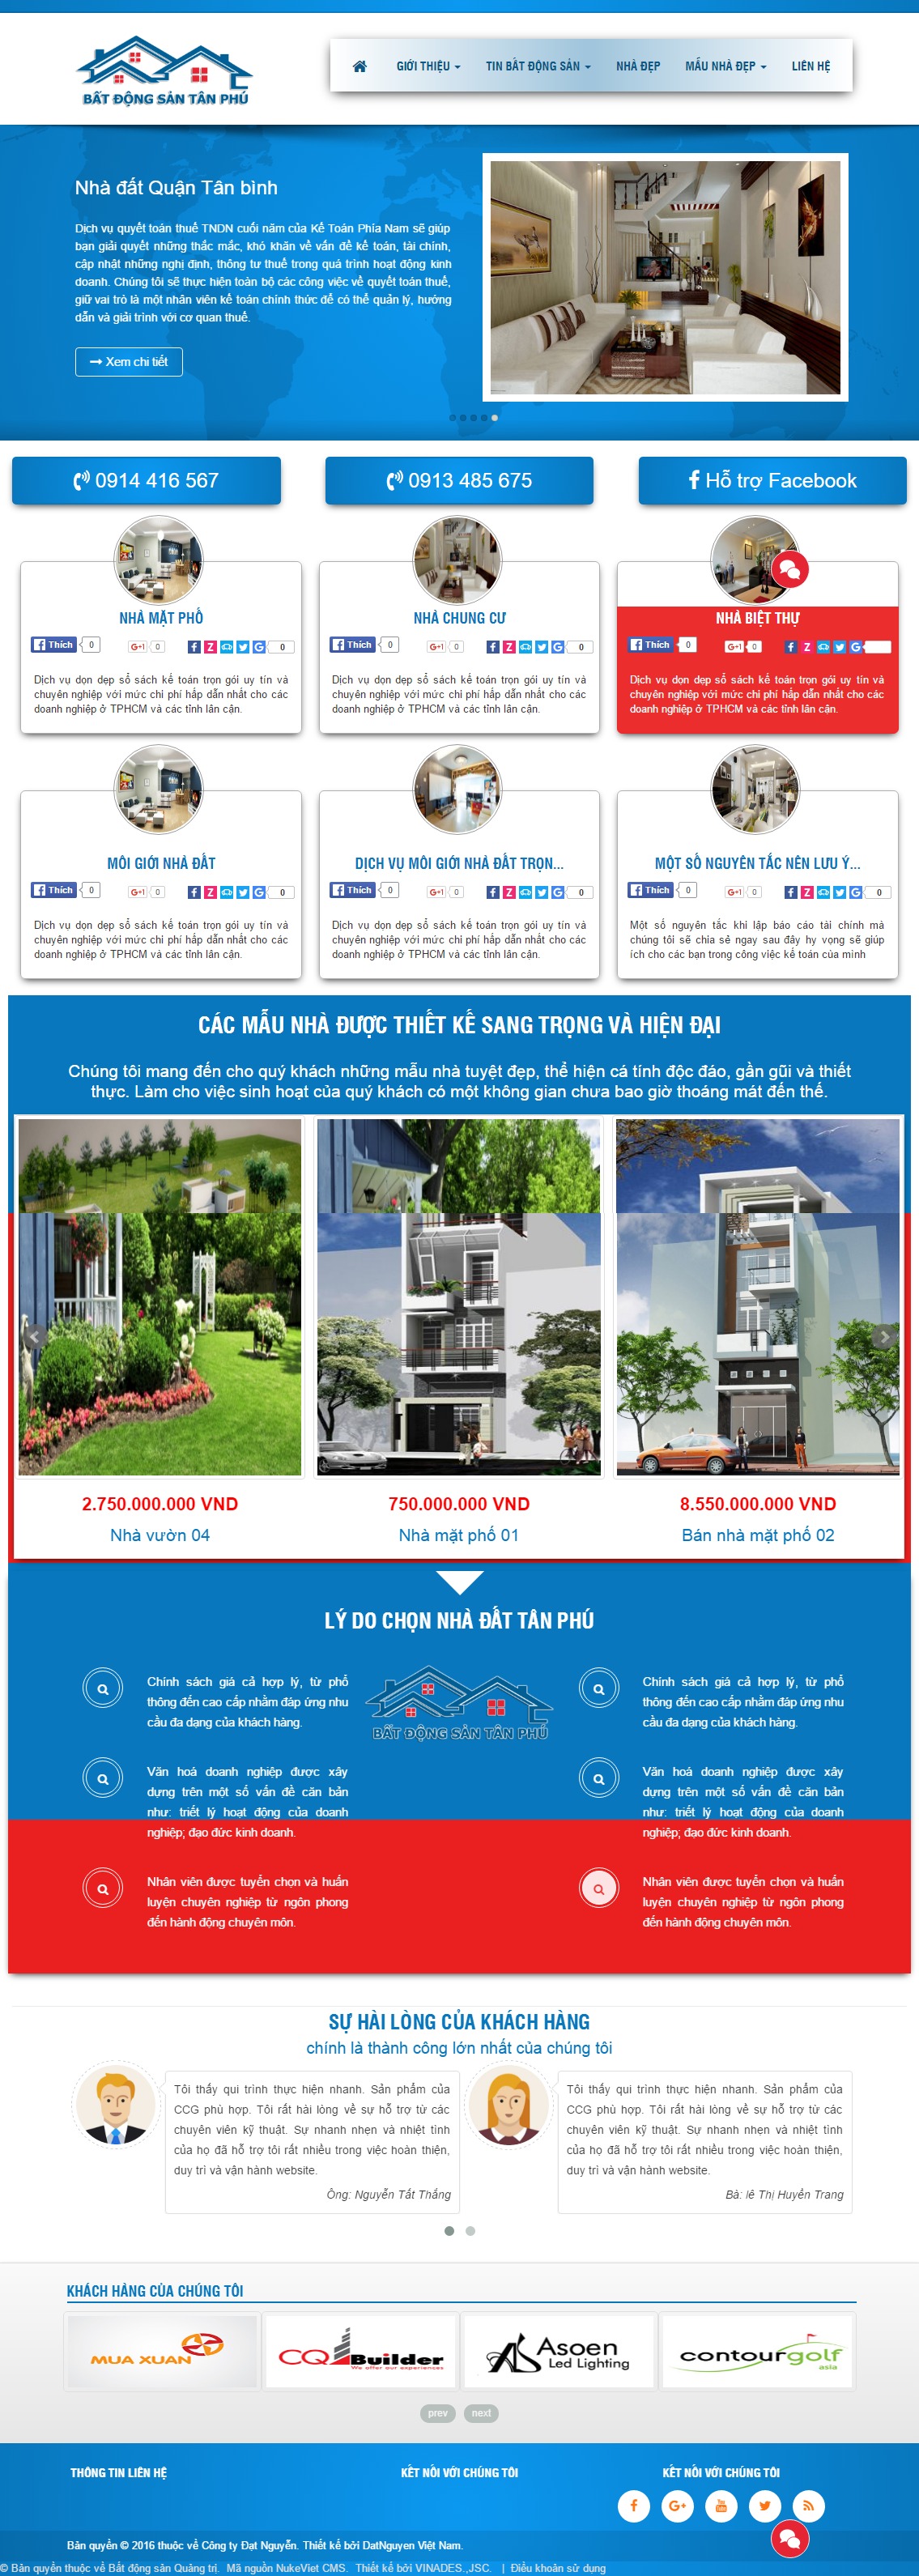 BẤT ĐỘNG SẢN TÂN PHÚ
GIỚI THIỆU
TIN BẤT ĐỘNG SẢN
NHÀ ĐẸP
MẪU NHÀ ĐẸP
LIÊN HỆ
Nhà đất Quận Tân bình
Dịch vụ quyết toán thuế TNDN cuối năm của Kế Toán Phía Nam sẽ giúp
bạn giải quyết những thắc mắc, khó khăn về vấn đề kế toán, tài chính,
cập nhật những nghị định, thông tư thuế trong quá trình hoạt động kinh
doanh. Chúng tôi sẽ thực hiện toàn bộ các công việc về quyết toán thuế,
giữ vai trò là một nhân viên kế toán chính thức để có thể quản lý, hướng
dẫn và giải trình với cơ quan thuế.
Xem chi tiết
0914 416 567
0913 485 675
Hỗ trợ Facebook
NHÀ MẶT PHỐ
Thích 0
G+1 0
0
Dịch vụ dọn dẹp sổ sách kế toán trọn gói uy tín và
chuyên nghiệp với mức chi phí hấp dẫn nhất cho các
doanh nghiệp ở TPHCM và các tỉnh lân cận.
NHÀ CHUNG CƯ
Thích 0
G+1 0
0
Dịch vụ dọn dẹp sổ sách kế toán trọn gói uy tín và
chuyên nghiệp với mức chi phí hấp dẫn nhất cho các
doanh nghiệp ở TPHCM và các tỉnh lân cận.
NHÀ BIỆT THỰ
Thích 0
G+1 0
Dịch vụ dọn dẹp sổ sách kế toán trọn gói uy tín và
chuyên nghiệp với mức chi phí hấp dẫn nhất cho các
doanh nghiệp ở TPHCM và các tỉnh lân cận.
MÔI GIỚI NHÀ ĐẤT
Thích 0
G+1 0
0
Dịch vụ dọn dẹp sổ sách kế toán trọn gói uy tín và
chuyên nghiệp với mức chi phí hấp dẫn nhất cho các
doanh nghiệp ở TPHCM và các tỉnh lân cận.
DỊCH VỤ MÔI GIỚI NHÀ ĐẤT TRỌN...
Thích 0
G+1 0
0
Dịch vụ dọn dẹp sổ sách kế toán trọn gói uy tín và
chuyên nghiệp với mức chi phí hấp dẫn nhất cho các
doanh nghiệp ở TPHCM và các tỉnh lân cận.
MỘT SỐ NGUYÊN TẮC NÊN LƯU Ý...
Thích 0
G+1 0
0
Một số nguyên tắc khi lập báo cáo tài chính mà
chúng tôi sẽ chia sẻ ngay sau đây hy vọng sẽ giúp
ích cho các bạn trong công việc kế toán của mình
CÁC MẪU NHÀ ĐƯỢC THIẾT KẾ SANG TRỌNG VÀ HIỆN ĐẠI
Chúng tôi mang đến cho quý khách những mẫu nhà tuyệt đẹp, thể hiện cá tính độc đáo, gần gũi và thiết
thực. Làm cho việc sinh hoạt của quý khách có một không gian chưa bao giờ thoáng mát đến thế.
2.750.000.000 VND
Nhà vườn 04
750.000.000 VND
Nhà mặt phố 01
8.550.000.000 VND
Bán nhà mặt phố 02
LÝ DO CHỌN NHÀ ĐẤT TÂN PHÚ
Chính sách giá cả hợp lý, từ phổ
thông đến cao cấp nhằm đáp ứng nhu
cầu đa dạng của khách hàng.
Văn hoá doanh nghiệp được xây
dựng trên một số vấn đề căn bản
như: triết lý hoạt động của doanh
nghiệp; đạo đức kinh doanh.
Nhân viên được tuyển chọn và huấn
luyện chuyên nghiệp từ ngôn phong
đến hành động chuyên môn.
BẤT ĐỘNG SẢN TÂN PHÚ
Chính sách giá cả hợp lý, từ phổ
thông đến cao cấp nhằm đáp ứng nhu
cầu đa dạng của khách hàng.
Văn hoá doanh nghiệp được xây
dựng trên một số vấn đề căn bản
như: triết lý hoạt động của doanh
nghiệp; đạo đức kinh doanh.
Nhân viên được tuyển chọn và huấn
luyện chuyên nghiệp từ ngôn phong
đến hành động chuyên môn.
SỰ HÀI LÒNG CỦA KHÁCH HÀNG
chính là thành công lớn nhất của chúng tôi
Tôi thấy qui trình thực hiện nhanh. Sản phẩm của
CCG phù hợp. Tôi rất hài lòng về sự hỗ trợ từ các
chuyên viên kỹ thuật. Sự nhanh nhẹn và nhiệt tình
của họ đã hỗ trợ tôi rất nhiều trong việc hoàn thiện,
duy trì và vận hành website.
Ông: Nguyễn Tất Thắng
Tôi thấy qui trình thực hiện nhanh. Sản phẩm của
CCG phù hợp. Tôi rất hài lòng về sự hỗ trợ từ các
chuyên viên kỹ thuật. Sự nhanh nhẹn và nhiệt tình
của họ đã hỗ trợ tôi rất nhiều trong việc hoàn thiện,
duy trì và vận hành website.
Bà: lê Thị Huyền Trang
KHÁCH HÀNG CỦA CHÚNG TÔI
MUA XUAN
CQ Builder
We offer our experiences
Asoen
Led Lighting
contourgolf
asia
prev
next
THÔNG TIN LIÊN HỆ
KẾT NỐI VỚI CHÚNG TÔI
KẾT NỐI VỚI CHÚNG TÔI
Bản quyền © 2016 thuộc về Công ty Đạt Nguyễn. Thiết kế bởi DatNguyen Việt Nam.
© Bản quyền thuộc về Bất động sản Quảng trị. Mã nguồn NukeViet CMS. Thiết kế bởi VINADES.,JSC. | Điều khoản sử dụng